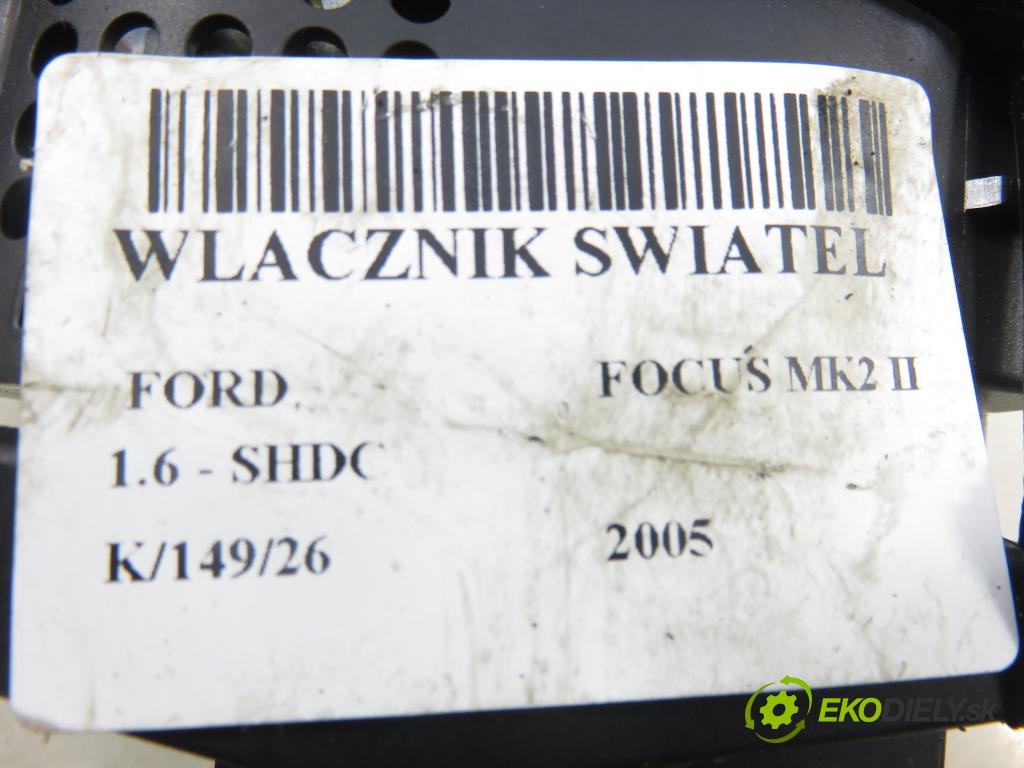 WLACZNIK SWIATEL
FORD FOCUS MK2 II
1.6 - SHDC
K/149/26 2005
EKODIELY.sk